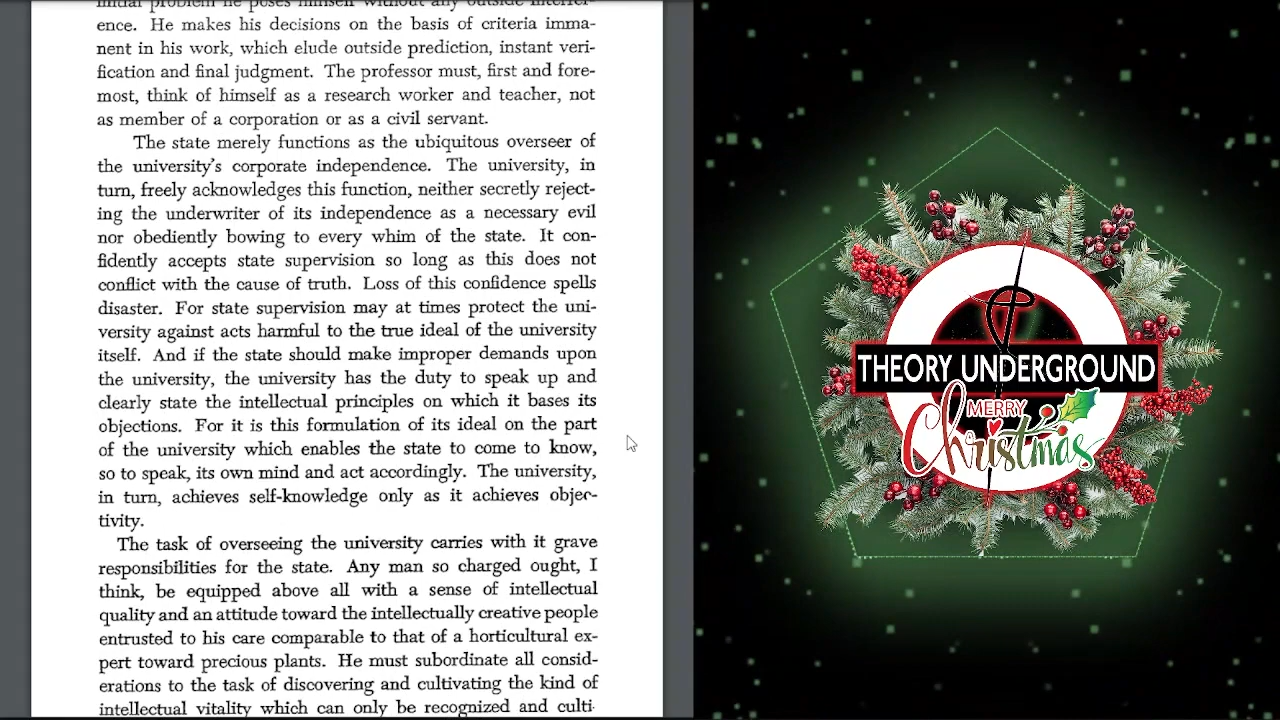 initial problem he poses himself without any outside interfer-
ence. He makes his decisions on the basis of criteria imma-
nent in his work, which elude outside prediction, instant veri-
fication and final judgment. The professor must, first and fore-
most, think of himself as a research worker and teacher, not
as member of a corporation or as a civil servant.
The state merely functions as the ubiquitous overseer of
the university's corporate independence. The university, in
turn, freely acknowledges this function, neither secretly reject-
ing the underwriter of its independence as a necessary evil
nor obediently bowing to every whim of the state. It con-
fidently accepts state supervision so long as this does not
conflict with the cause of truth. Loss of this confidence spells
disaster. For state supervision may at times protect the uni-
versity against acts harmful to the true ideal of the university
itself. And if the state should make improper demands upon
the university, the university has the duty to speak up and
clearly state the intellectual principles on which it bases its
objections. For it is this formulation of its ideal on the part
of the university which enables the state to come to know,
so to speak, its own mind and act accordingly. The university,
in turn, achieves self-knowledge only as it achieves objec-
tivity.
The task of overseeing the university carries with it grave
responsibilities for the state. Any man so charged ought, I
think, be equipped above all with a sense of intellectual
quality and an attitude toward the intellectually creative people
entrusted to his care comparable to that of a horticultural ex-
pert toward precious plants. He must subordinate all consid-
erations to the task of discovering and cultivating the kind of
intellectual vitality which can only be recognized and culti-
THEORY UNDERGROUND
MERRY
Christmas